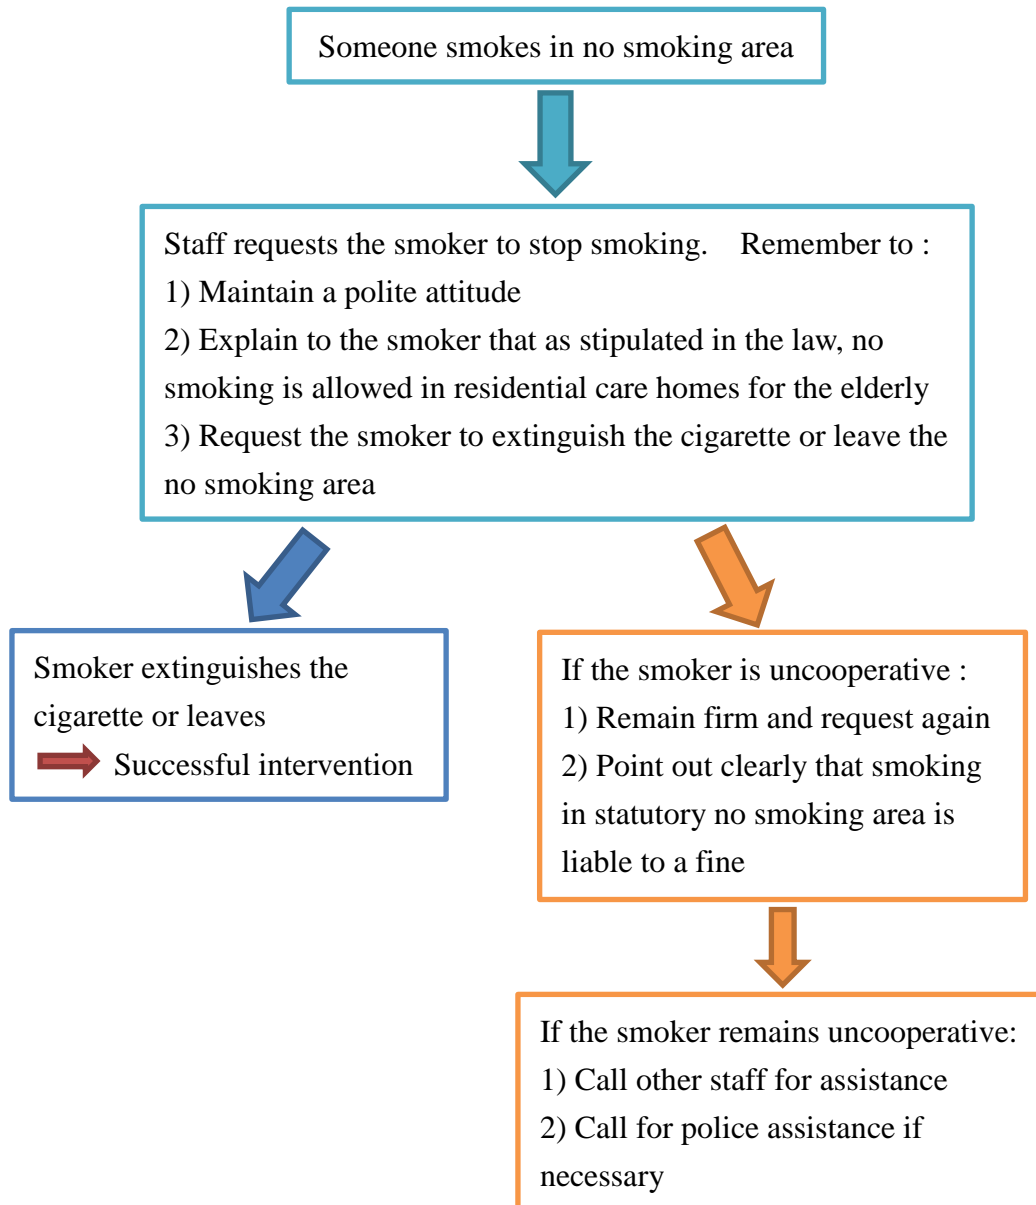 Someone smokes in no smoking area
Staff requests the smoker to stop smoking. Remember to :
1) Maintain a polite attitude
2) Explain to the smoker that as stipulated in the law, no
smoking is allowed in residential care homes for the elderly
3) Request the smoker to extinguish the cigarette or leave the
no smoking area
Smoker extinguishes the
cigarette or leaves
Successful intervention
If the smoker is uncooperative :
1) Remain firm and request again
2) Point out clearly that smoking
in statutory no smoking area is
liable to a fine
If the smoker remains uncooperative:
1) Call other staff for assistance
2) Call for police assistance if
necessary